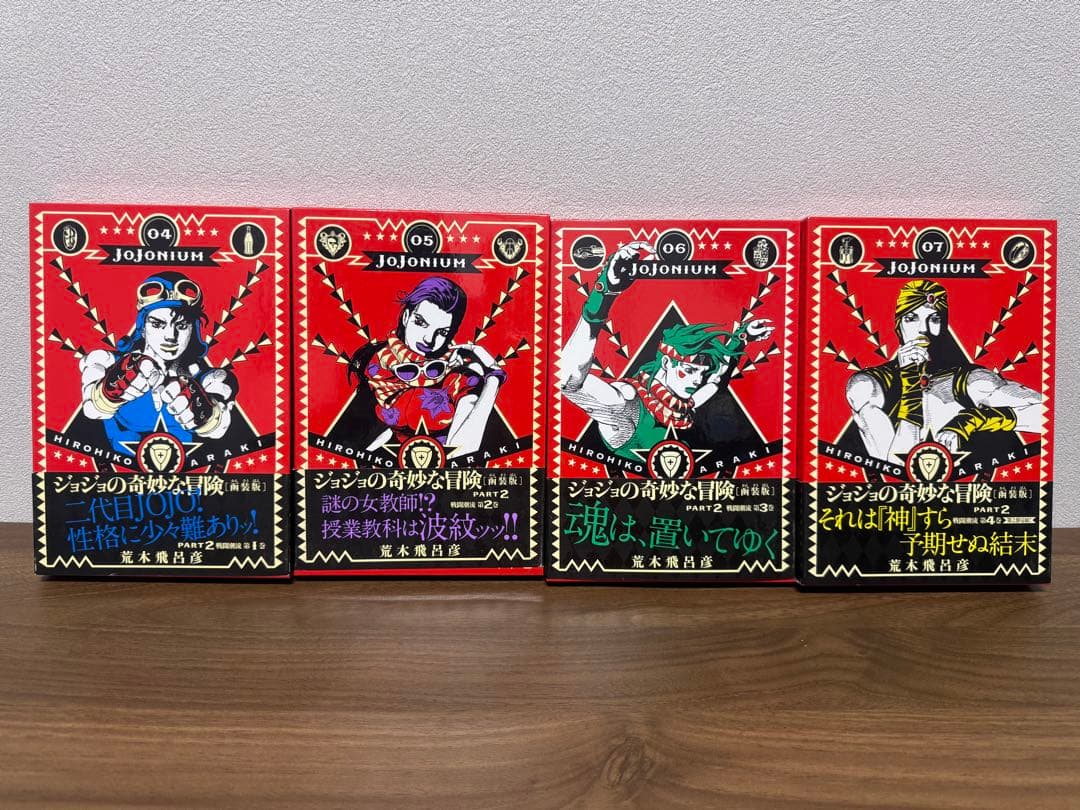 04
JOJONIUM
HIROHIKO ARAKI
ジョジョの奇妙な冒険[函装版]
二代目JOJO!
性格に少々難ありッ!
PART2 戦闘潮流 第1巻
荒木飛呂彦
05
JOJONIUM
HIROHIKO ARAKI
ジョジョの奇妙な冒険[函装版]
PART2 戦闘潮流 第2巻
謎の女教師!?
授業教科は波紋ッッ!!
荒木飛呂彦
06
JOJONIUM
HIROHIKO ARAKI
ジョジョの奇妙な冒険[函装版]
PART2 戦闘潮流 第3巻
魂は、置いてゆく
荒木飛呂彦
07
JOJONIUM
HIROHIKO ARAKI
ジョジョの奇妙な冒険[函装版]
PART2
戦闘潮流 第4巻
それは『神』すら
予期せぬ結末
荒木飛呂彦